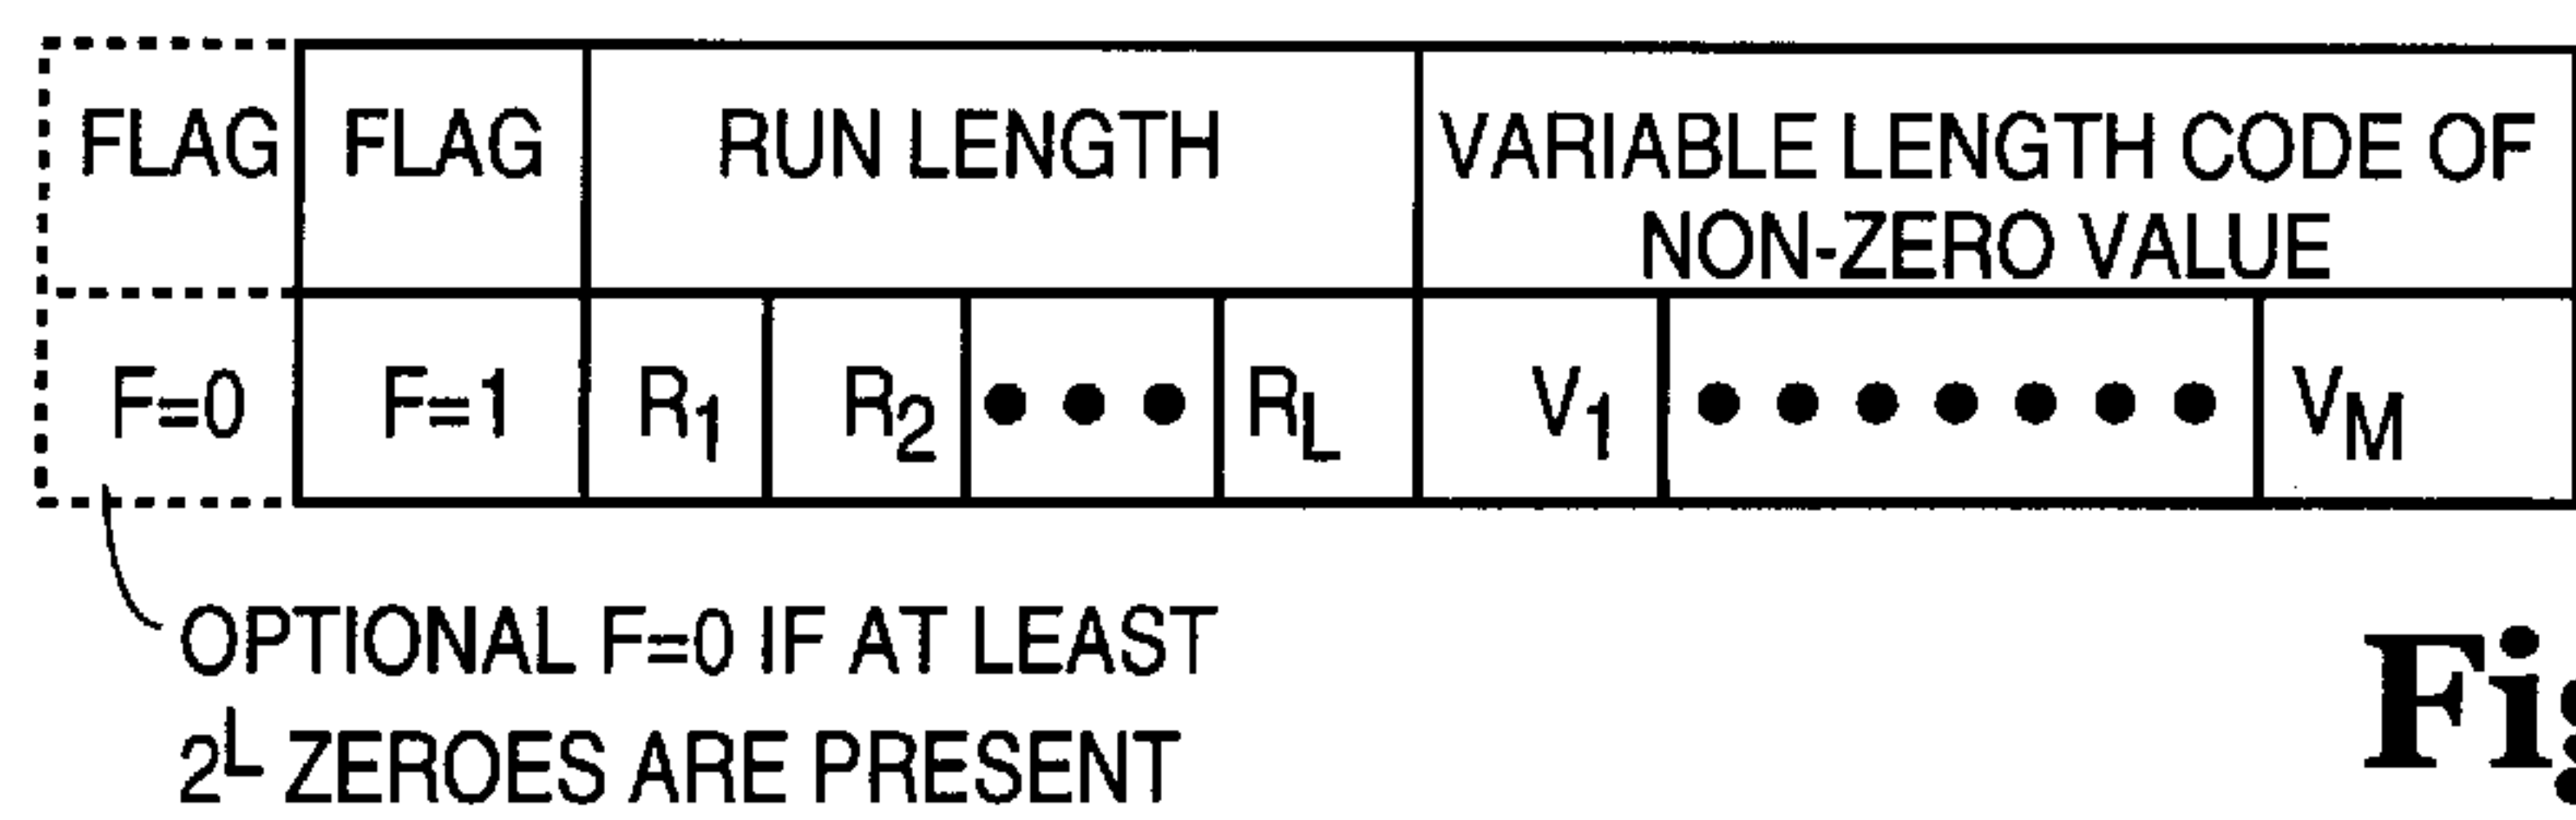 FLAG FLAG RUN LENGTH VARIABLE LENGTH CODE OF
NON-ZERO VALUE
F=0 F=1 R1 R2 ••• RL V1 ••••••• VM
OPTIONAL F=0 IF AT LEAST
2^L ZEROES ARE PRESENT